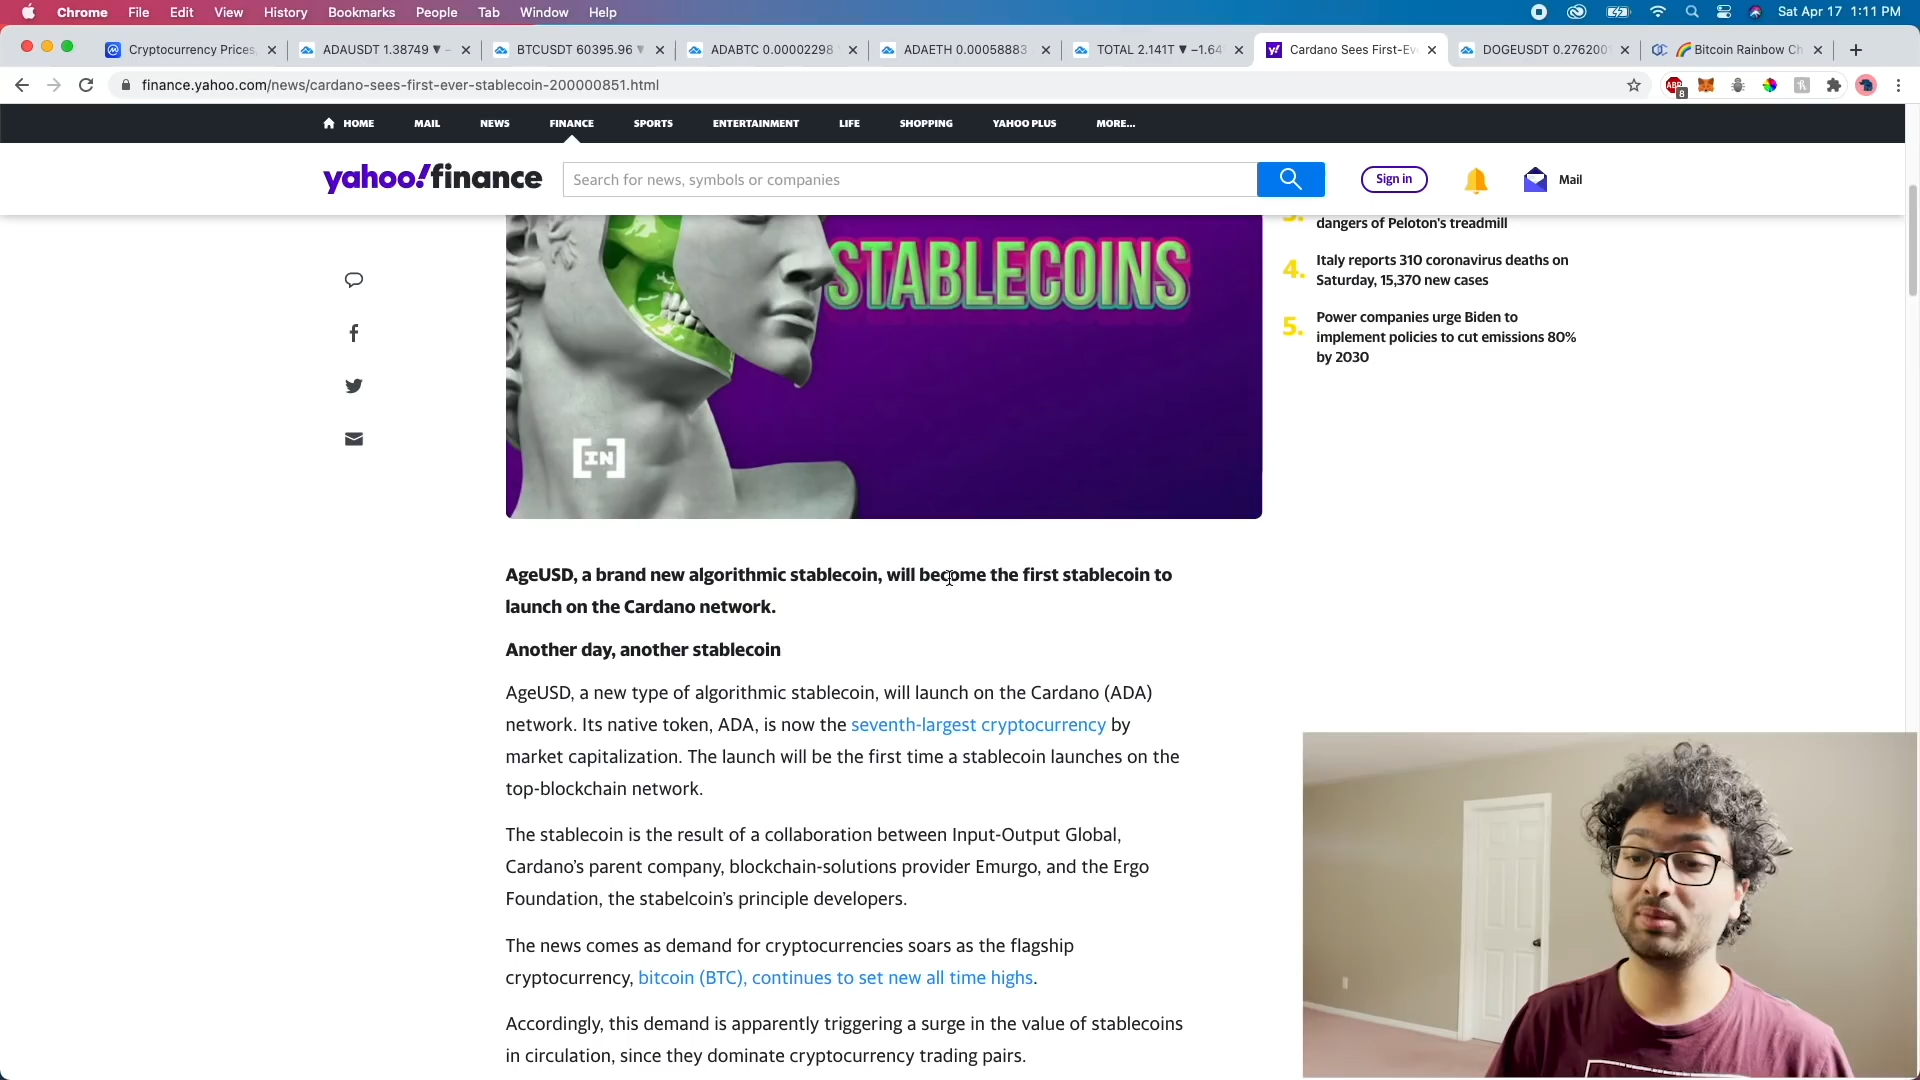 Chrome File Edit View History Bookmarks People Tab Window Help Sat Apr 17 1:11 PM
Cryptocurrency Prices, ADAUSDT 1.38749 ▼ − BTCUSDT 60395.96 ▼ ADABTC 0.00002298 ADAETH 0.00058883 TOTAL 2.141T ▼ −1.64 Cardano Sees First-Ev DOGEUSDT 0.276200 Bitcoin Rainbow Ch
finance.yahoo.com/news/cardano-sees-first-ever-stablecoin-200000851.html
ABP 8
HOME MAIL NEWS FINANCE SPORTS ENTERTAINMENT LIFE SHOPPING YAHOO PLUS MORE...
yahoo!finance Search for news, symbols or companies Sign in Mail
STABLECOINS
[IN]
dangers of Peloton's treadmill
4. Italy reports 310 coronavirus deaths on
Saturday, 15,370 new cases
5. Power companies urge Biden to
implement policies to cut emissions 80%
by 2030
AgeUSD, a brand new algorithmic stablecoin, will become the first stablecoin to
launch on the Cardano network.
Another day, another stablecoin
AgeUSD, a new type of algorithmic stablecoin, will launch on the Cardano (ADA)
network. Its native token, ADA, is now the seventh-largest cryptocurrency by
market capitalization. The launch will be the first time a stablecoin launches on the
top-blockchain network.
The stablecoin is the result of a collaboration between Input-Output Global,
Cardano's parent company, blockchain-solutions provider Emurgo, and the Ergo
Foundation, the stabelcoin's principle developers.
The news comes as demand for cryptocurrencies soars as the flagship
cryptocurrency, bitcoin (BTC), continues to set new all time highs.
Accordingly, this demand is apparently triggering a surge in the value of stablecoins
in circulation, since they dominate cryptocurrency trading pairs.